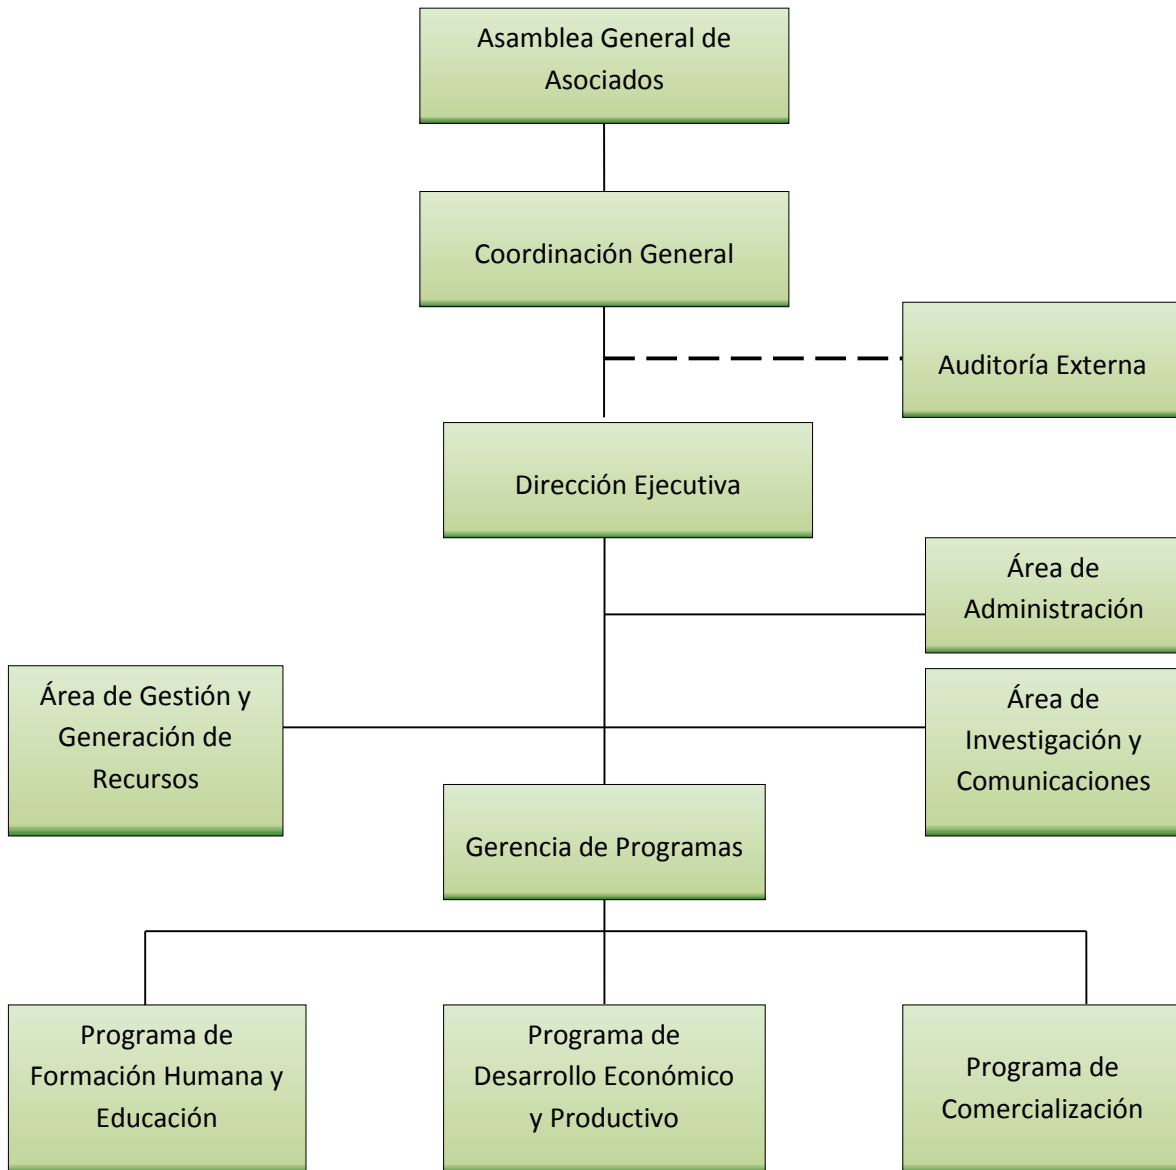 Asamblea General de
Asociados
Coordinación General
Auditoría Externa
Dirección Ejecutiva
Área de
Administración
Área de Gestión y
Generación de
Recursos
Área de
Investigación y
Comunicaciones
Gerencia de Programas
Programa de
Formación Humana y
Educación
Programa de
Desarrollo Económico
y Productivo
Programa de
Comercialización